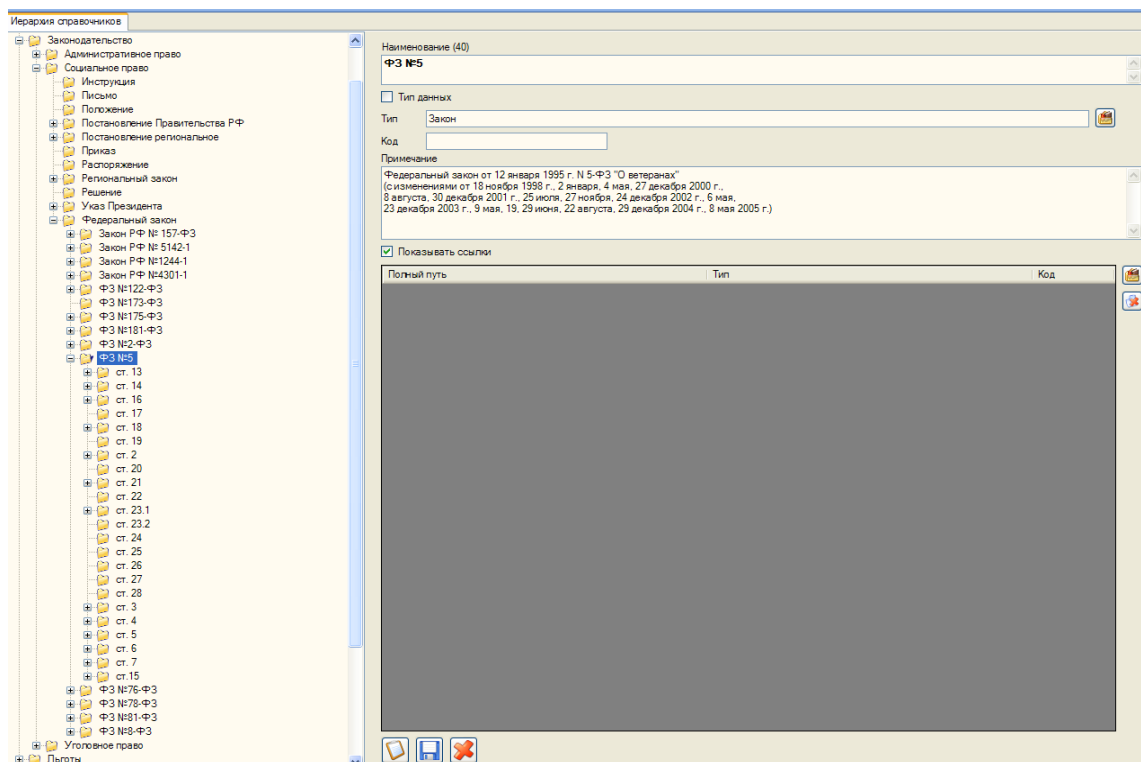 Иерархия справочников
Законодательство
Административное право
Социальное право
Инструкция
Письмо
Положение
Постановление Правительства РФ
Постановление региональное
Приказ
Распоряжение
Региональный закон
Решение
Указ Президента
Федеральный закон
Закон РФ № 157-ФЗ
Закон РФ № 5142-1
Закон РФ №1244-1
Закон РФ №4301-1
ФЗ №122-ФЗ
ФЗ №173-ФЗ
ФЗ №175-ФЗ
ФЗ №181-ФЗ
ФЗ №2-ФЗ
ФЗ №5
ст. 13
ст. 14
ст. 16
ст. 17
ст. 18
ст. 19
ст. 2
ст. 20
ст. 21
ст. 22
ст. 23.1
ст. 23.2
ст. 24
ст. 25
ст. 26
ст. 27
ст. 28
ст. 3
ст. 4
ст. 5
ст. 6
ст. 7
ст.15
ФЗ №76-ФЗ
ФЗ №78-ФЗ
ФЗ №81-ФЗ
ФЗ №8-ФЗ
Уголовное право
Льготы
Наименование (40)
ФЗ №5
Тип данных
Тип Закон
Код
Примечание
Федеральный закон от 12 января 1995 г. N 5-ФЗ "О ветеранах"
(с изменениями от 18 ноября 1998 г., 2 января, 4 мая, 27 декабря 2000 г.,
8 августа, 30 декабря 2001 г., 25 июля, 27 ноября, 24 декабря 2002 г., 6 мая,
23 декабря 2003 г., 9 мая, 19, 29 июня, 22 августа, 29 декабря 2004 г., 8 мая 2005 г.)
Показывать ссылки
Полный путь Тип Код